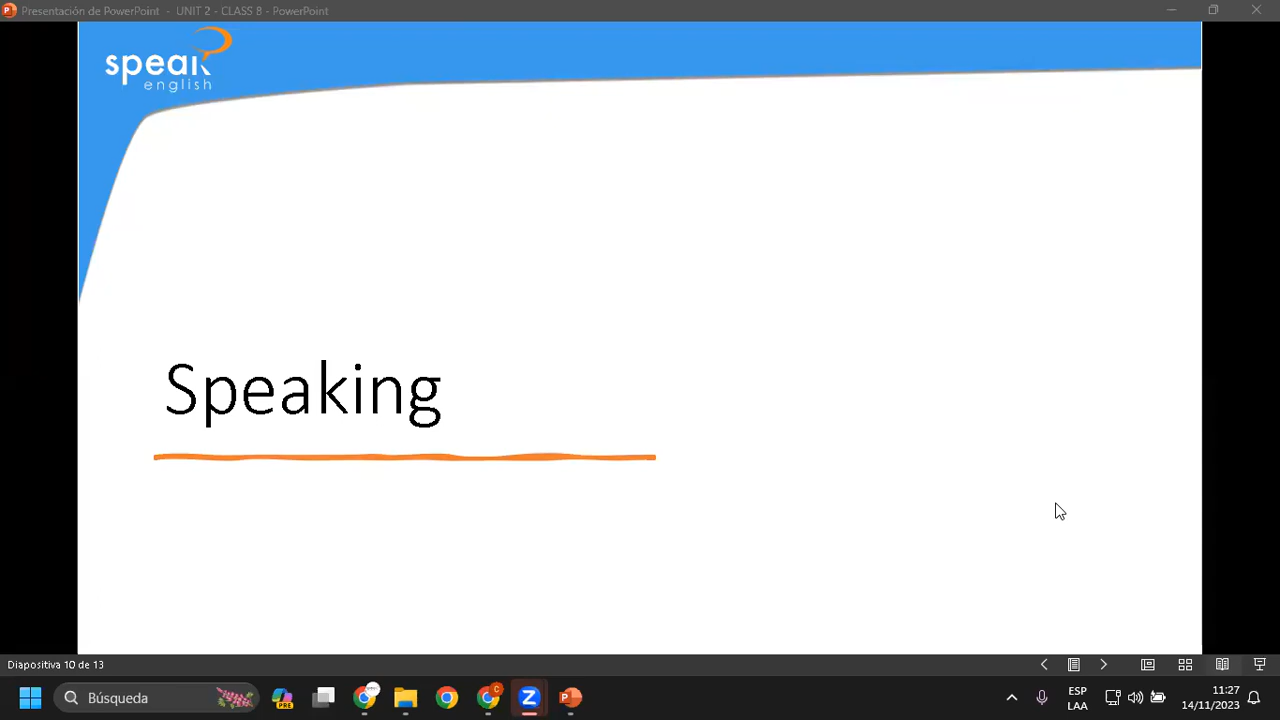 Presentación de PowerPoint - UNIT 2 - CLASS 8 - PowerPoint
speak
english
Speaking
Diapositiva 10 de 13
Búsqueda
PRE
C
Z
ESP
LAA
11:27
14/11/2023